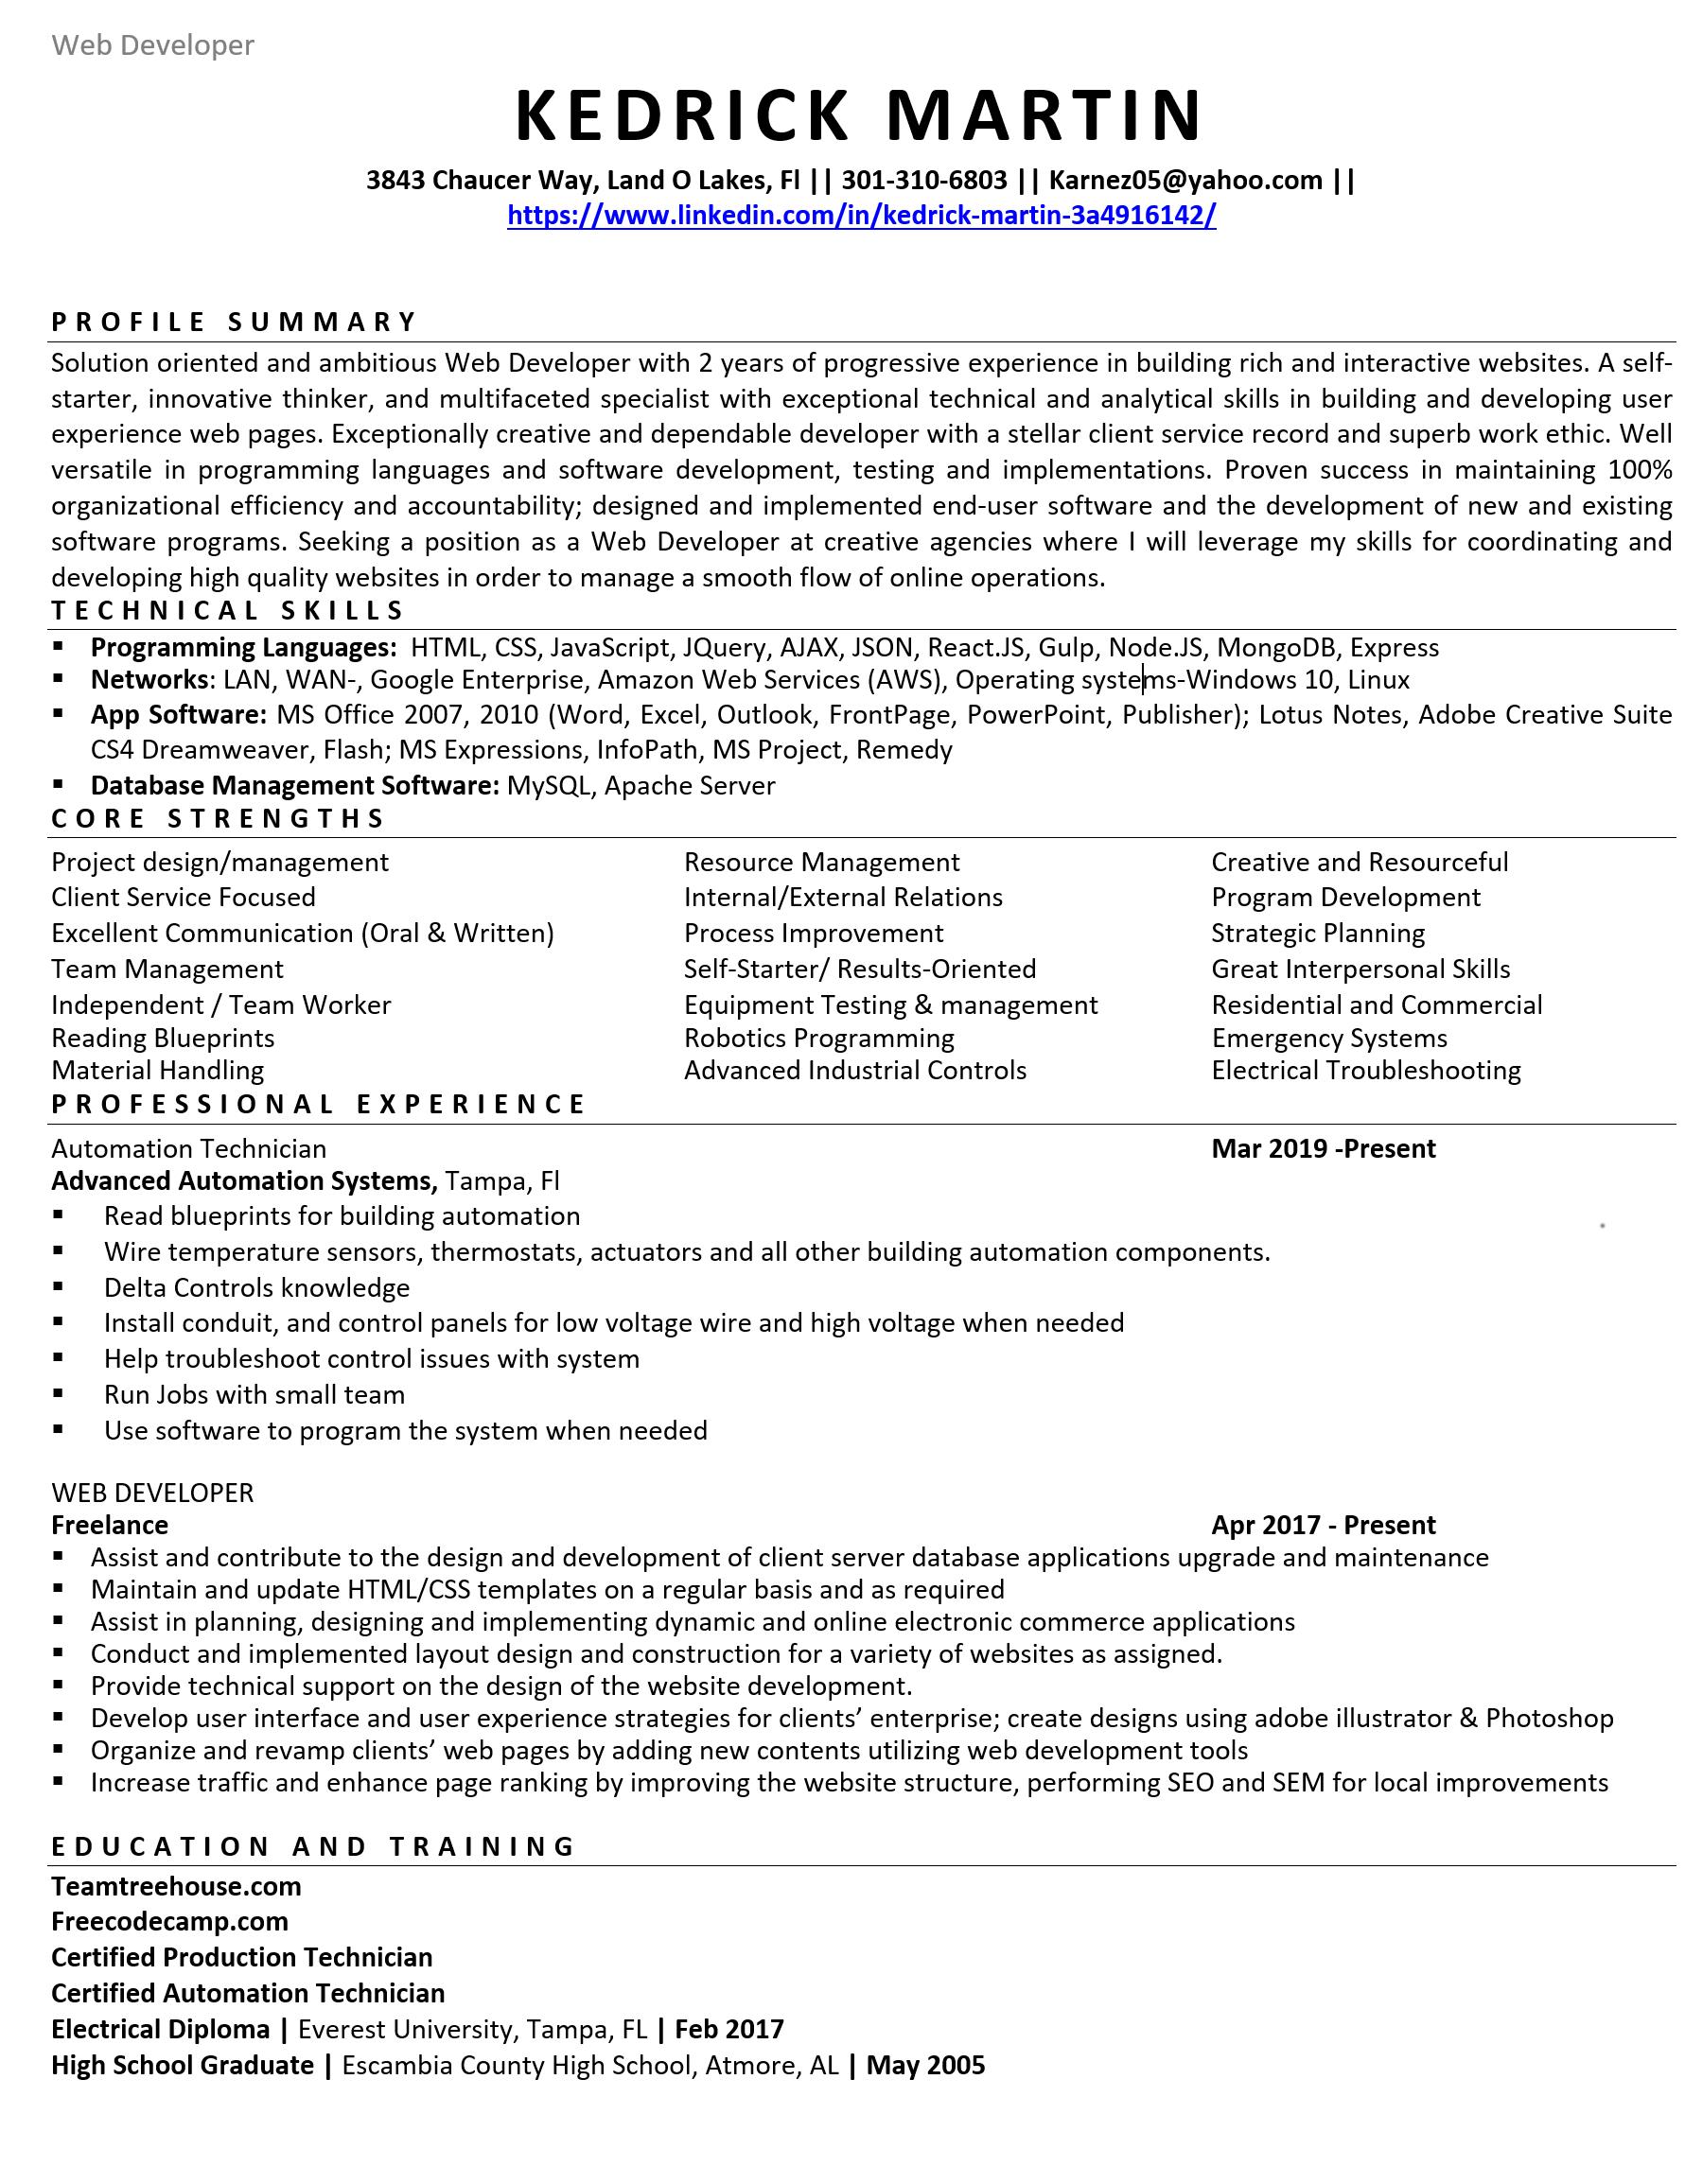 Web Developer
KEDRICK MARTIN
3843 Chaucer Way, Land O Lakes, Fl || 301-310-6803 || Karnez05@yahoo.com ||
https://www.linkedin.com/in/kedrick-martin-3a4916142/
PROFILE SUMMARY
Solution oriented and ambitious Web Developer with 2 years of progressive experience in building rich and interactive websites. A self-
starter, innovative thinker, and multifaceted specialist with exceptional technical and analytical skills in building and developing user
experience web pages. Exceptionally creative and dependable developer with a stellar client service record and superb work ethic. Well
versatile in programming languages and software development, testing and implementations. Proven success in maintaining 100%
organizational efficiency and accountability; designed and implemented end-user software and the development of new and existing
software programs. Seeking a position as a Web Developer at creative agencies where I will leverage my skills for coordinating and
developing high quality websites in order to manage a smooth flow of online operations.
TECHNICAL SKILLS
▪ Programming Languages: HTML, CSS, JavaScript, JQuery, AJAX, JSON, React.JS, Gulp, Node.JS, MongoDB, Express
▪ Networks: LAN, WAN-, Google Enterprise, Amazon Web Services (AWS), Operating systems-Windows 10, Linux
▪ App Software: MS Office 2007, 2010 (Word, Excel, Outlook, FrontPage, PowerPoint, Publisher); Lotus Notes, Adobe Creative Suite
CS4 Dreamweaver, Flash; MS Expressions, InfoPath, MS Project, Remedy
▪ Database Management Software: MySQL, Apache Server
CORE STRENGTHS
Project design/management Resource Management Creative and Resourceful
Client Service Focused Internal/External Relations Program Development
Excellent Communication (Oral & Written) Process Improvement Strategic Planning
Team Management Self-Starter/ Results-Oriented Great Interpersonal Skills
Independent / Team Worker Equipment Testing & management Residential and Commercial
Reading Blueprints Robotics Programming Emergency Systems
Material Handling Advanced Industrial Controls Electrical Troubleshooting
PROFESSIONAL EXPERIENCE
Automation Technician Mar 2019 -Present
Advanced Automation Systems, Tampa, Fl
▪ Read blueprints for building automation
▪ Wire temperature sensors, thermostats, actuators and all other building automation components.
▪ Delta Controls knowledge
▪ Install conduit, and control panels for low voltage wire and high voltage when needed
▪ Help troubleshoot control issues with system
▪ Run Jobs with small team
▪ Use software to program the system when needed
WEB DEVELOPER
Freelance Apr 2017 - Present
▪ Assist and contribute to the design and development of client server database applications upgrade and maintenance
▪ Maintain and update HTML/CSS templates on a regular basis and as required
▪ Assist in planning, designing and implementing dynamic and online electronic commerce applications
▪ Conduct and implemented layout design and construction for a variety of websites as assigned.
▪ Provide technical support on the design of the website development.
▪ Develop user interface and user experience strategies for clients’ enterprise; create designs using adobe illustrator & Photoshop
▪ Organize and revamp clients’ web pages by adding new contents utilizing web development tools
▪ Increase traffic and enhance page ranking by improving the website structure, performing SEO and SEM for local improvements
EDUCATION AND TRAINING
Teamtreehouse.com
Freecodecamp.com
Certified Production Technician
Certified Automation Technician
Electrical Diploma | Everest University, Tampa, FL | Feb 2017
High School Graduate | Escambia County High School, Atmore, AL | May 2005